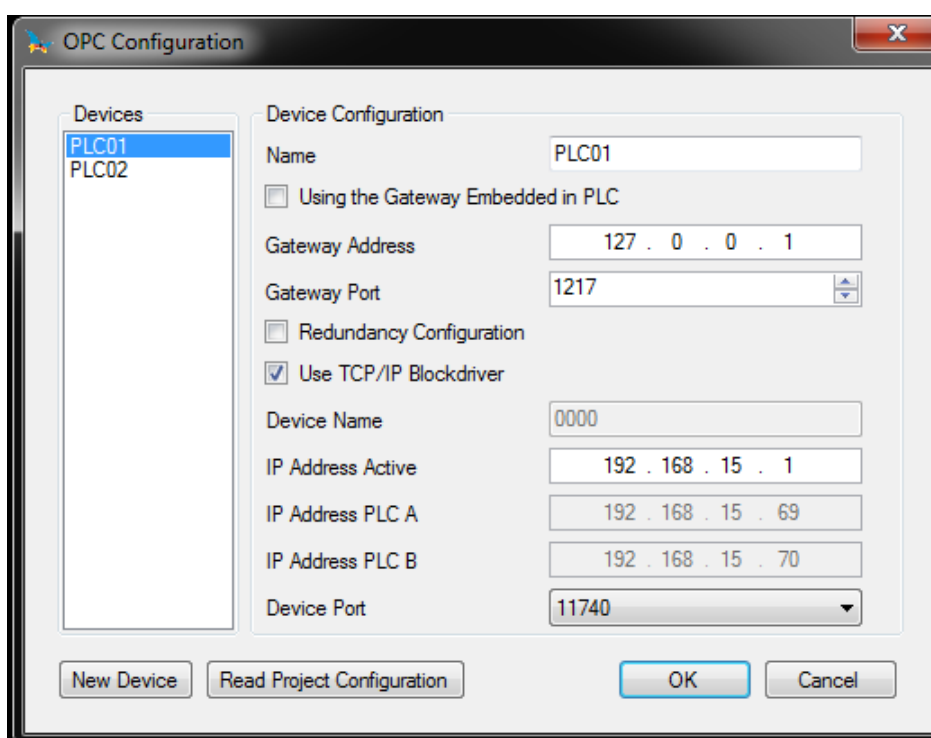 OPC Configuration
Devices
PLC01
PLC02
Device Configuration
Name PLC01
Using the Gateway Embedded in PLC
Gateway Address 127 . 0 . 0 . 1
Gateway Port 1217
Redundancy Configuration
Use TCP/IP Blockdriver
Device Name 0000
IP Address Active 192 . 168 . 15 . 1
IP Address PLC A 192 . 168 . 15 . 69
IP Address PLC B 192 . 168 . 15 . 70
Device Port 11740
New Device Read Project Configuration OK Cancel